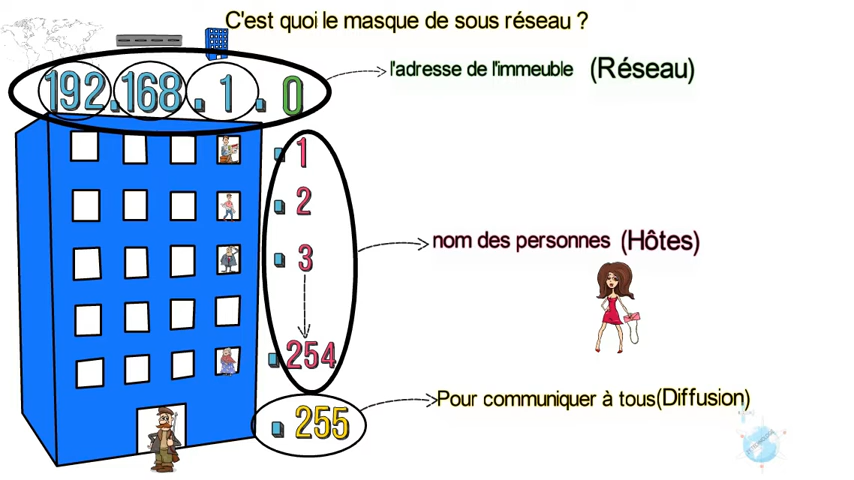 C'est quoi le masque de sous réseau ?
192.168.1.0
l'adresse de l'immeuble (Réseau)
.1
.2
.3
nom des personnes (Hôtes)
.254
Pour communiquer à tous(Diffusion)
.255